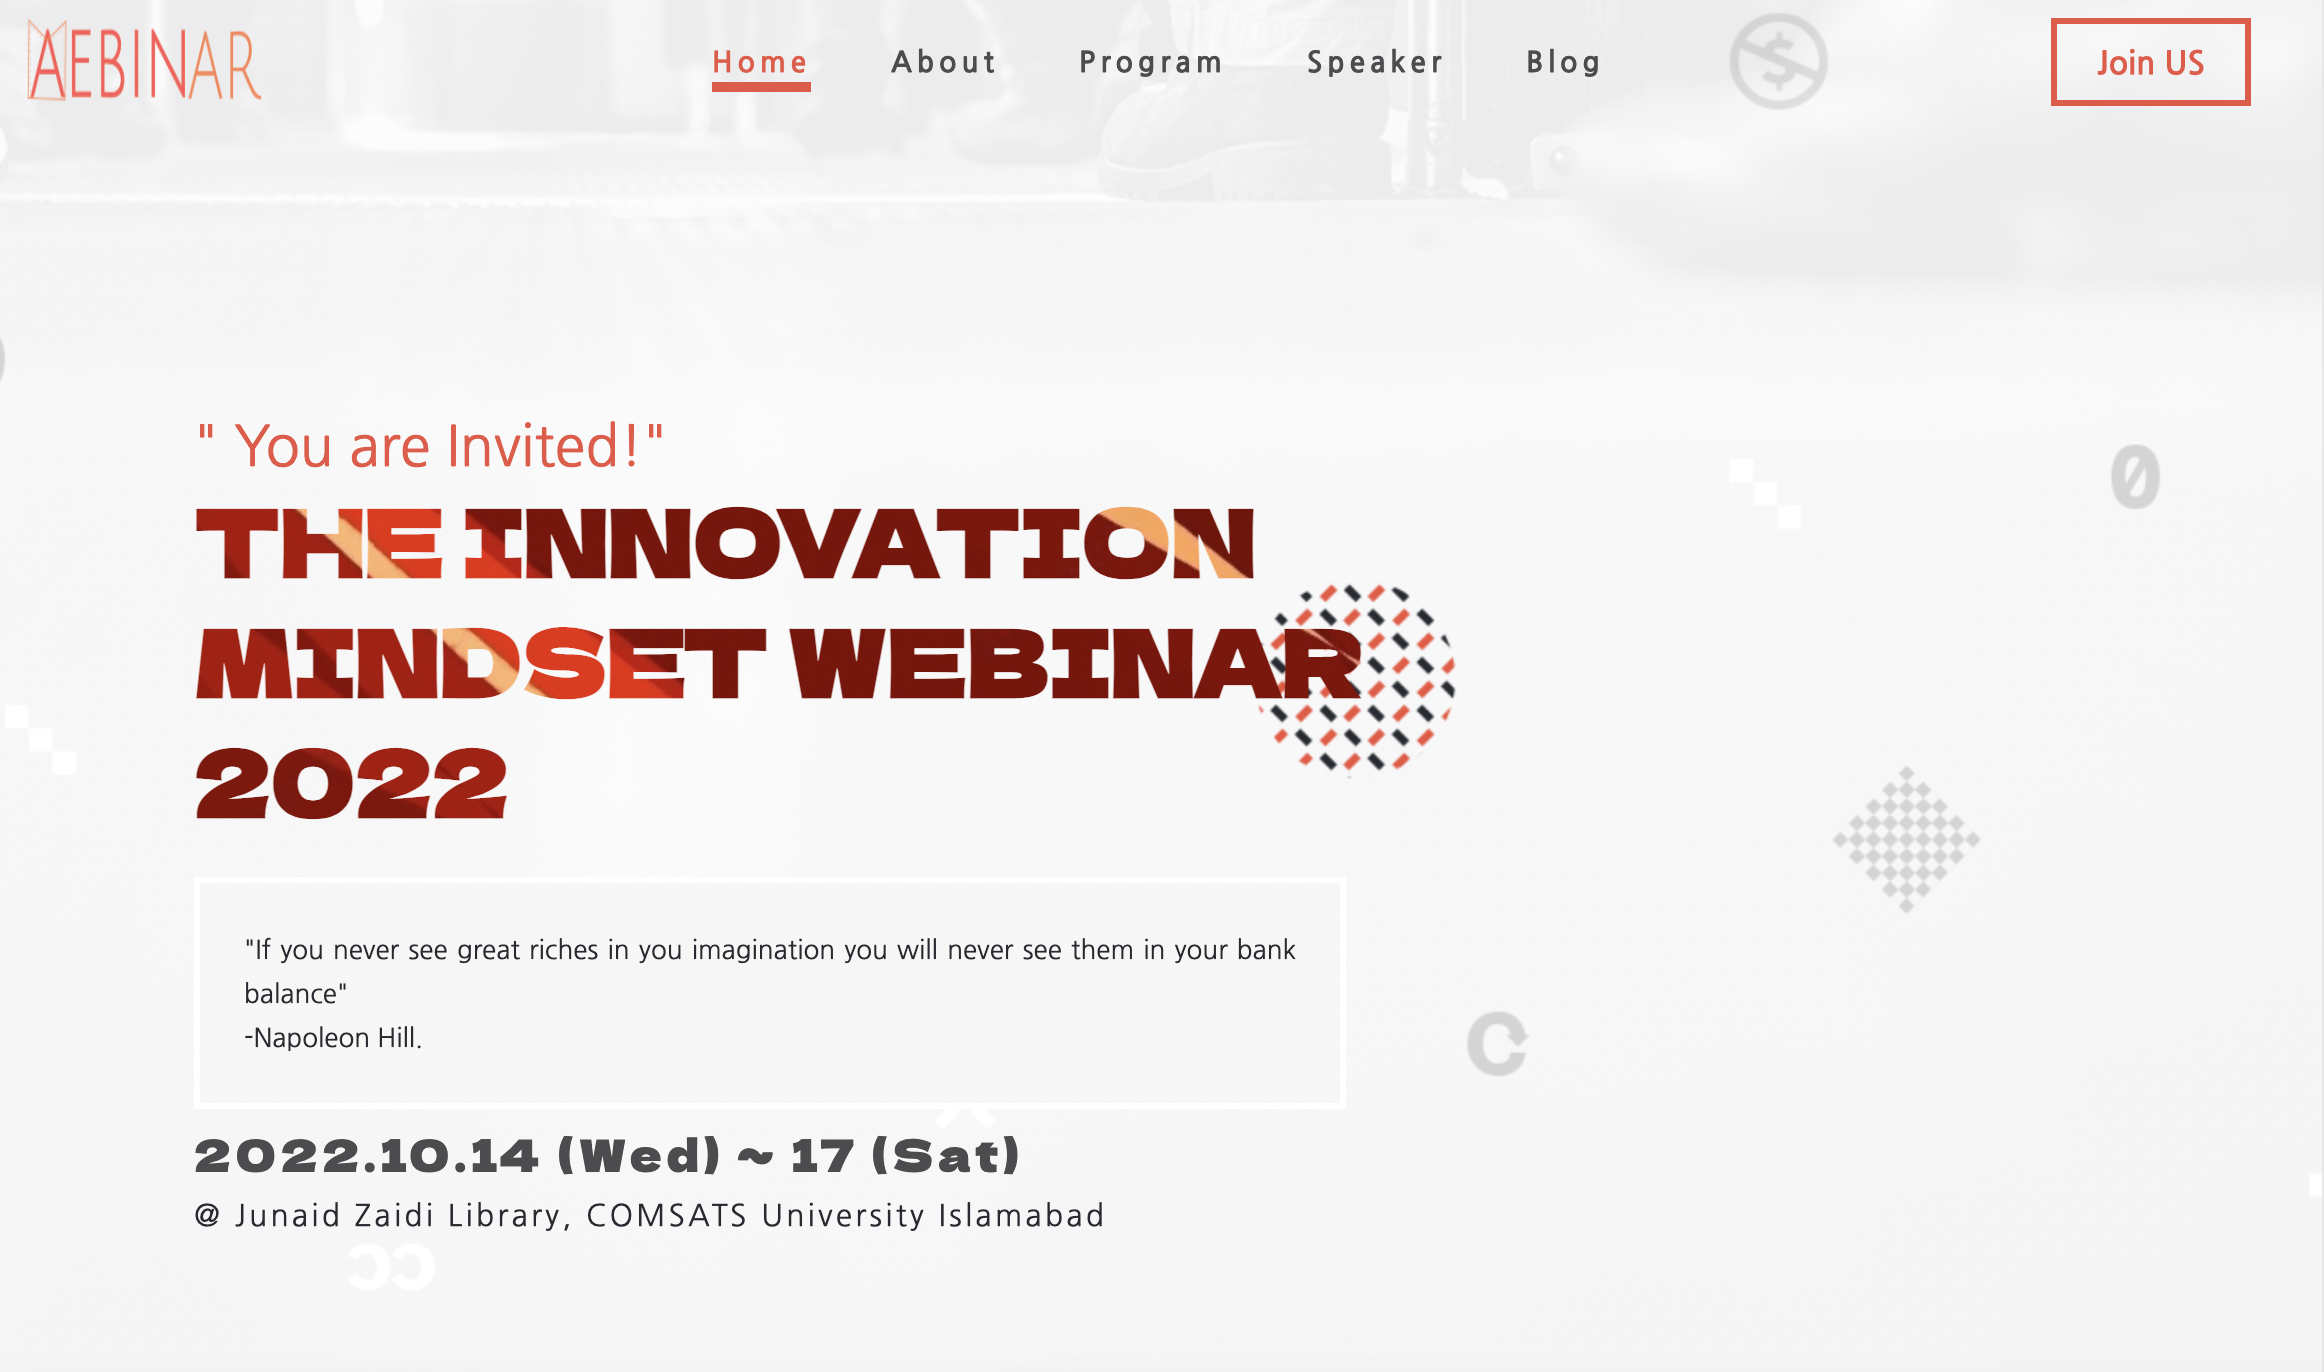 AEBINAR
Home About Program Speaker Blog
Join US
" You are Invited!"
THE INNOVATION
MINDSET WEBINAR
2022
"If you never see great riches in you imagination you will never see them in your bank
balance"
-Napoleon Hill.
2022.10.14 (Wed) ~ 17 (Sat)
@ Junaid Zaidi Library, COMSATS University Islamabad